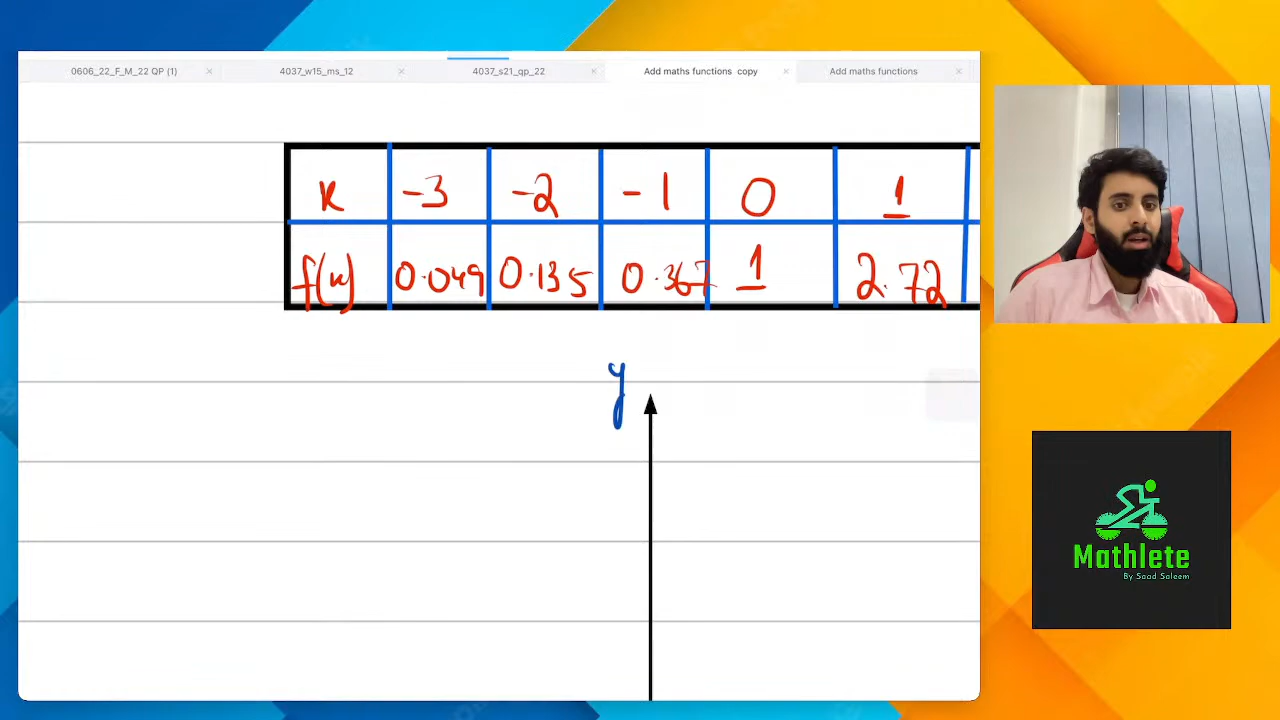 0606_22_F_M_22 QP (1) × 4037_w15_ms_12 × 4037_s21_qp_22 × Add maths functions copy × Add maths functions ×
x -3 -2 -1 0 1
f(x) 0.049 0.135 0.367 1 2.72
y
Mathlete
By Saad Saleem